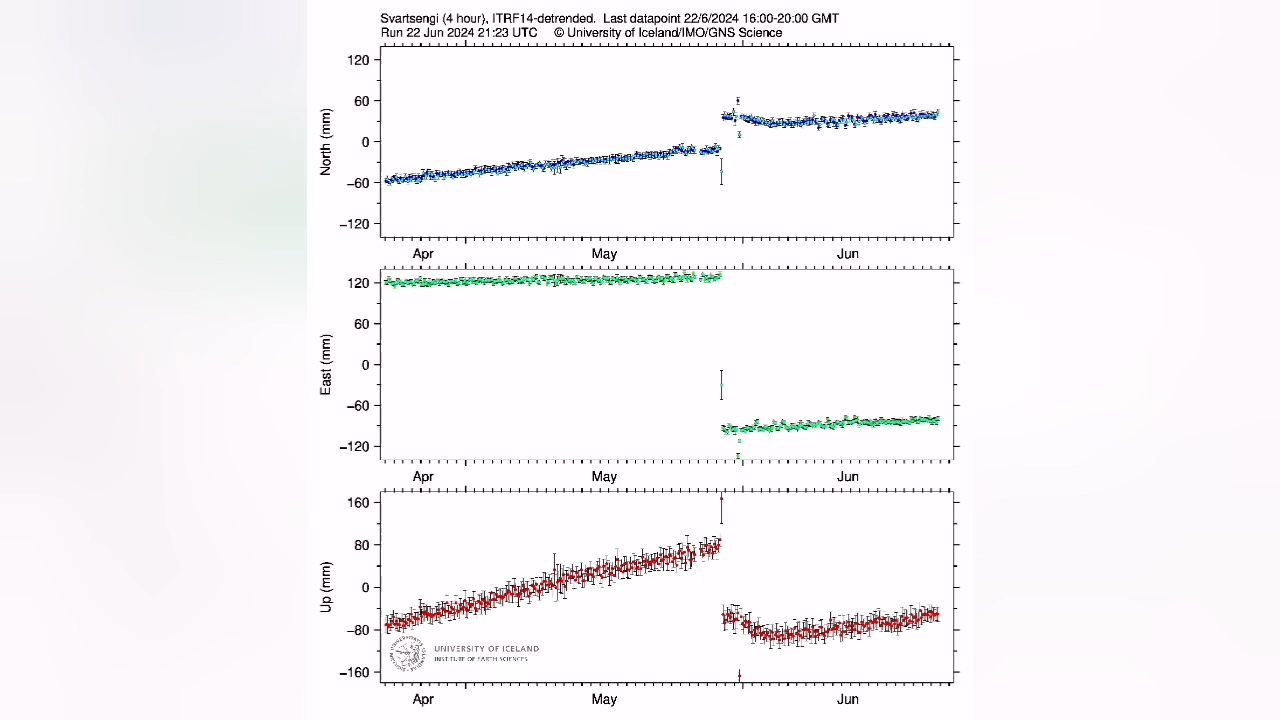 Svartsengi (4 hour), ITRF14-detrended. Last datapoint 22/6/2024 16:00-20:00 GMT
Run 22 Jun 2024 21:23 UTC © University of Iceland/IMO/GNS Science
120
60
0
−60
−120
North (mm)
Apr May Jun
120
60
0
−60
−120
East (mm)
Apr May Jun
160
80
0
−80
−160
Up (mm)
UNIVERSITY OF ICELAND
INSTITUTE OF EARTH SCIENCES
Apr May Jun